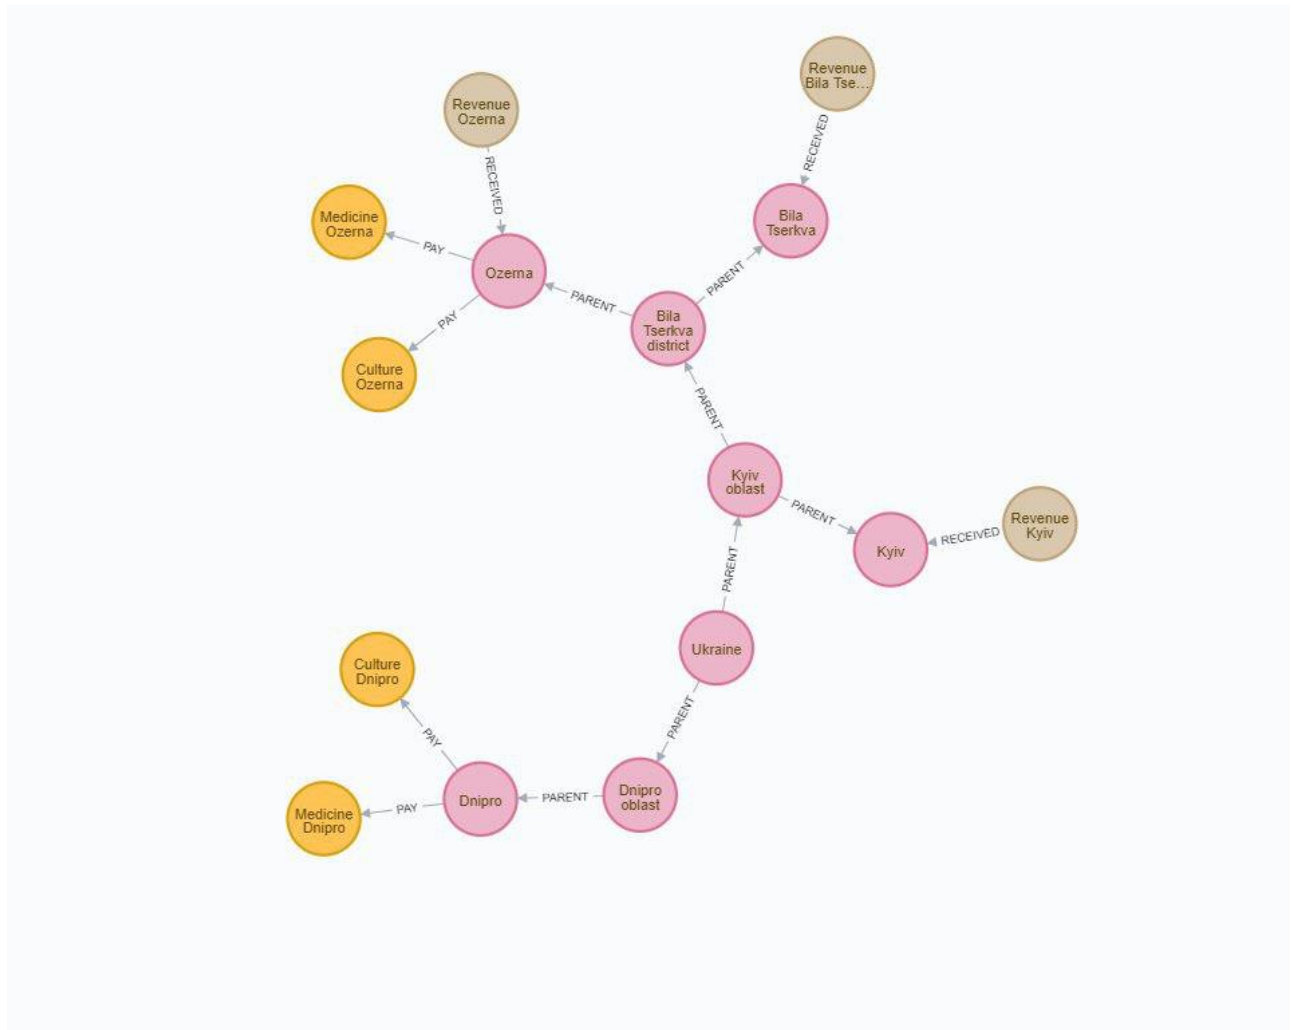 Revenue
Bila Tse...
RECEIVED
Revenue
Ozerna
RECEIVED
Medicine
Ozerna
PAY
Bila
Tserkva
Ozerna
PARENT
PARENT
Bila
Tserkva
district
PAY
Culture
Ozerna
PARENT
Kyiv
oblast
PARENT
Kyiv
RECEIVED
Revenue
Kyiv
PARENT
Ukraine
Culture
Dnipro
PARENT
PAY
Dnipro
PARENT
Dnipro
oblast
PAY
Medicine
Dnipro